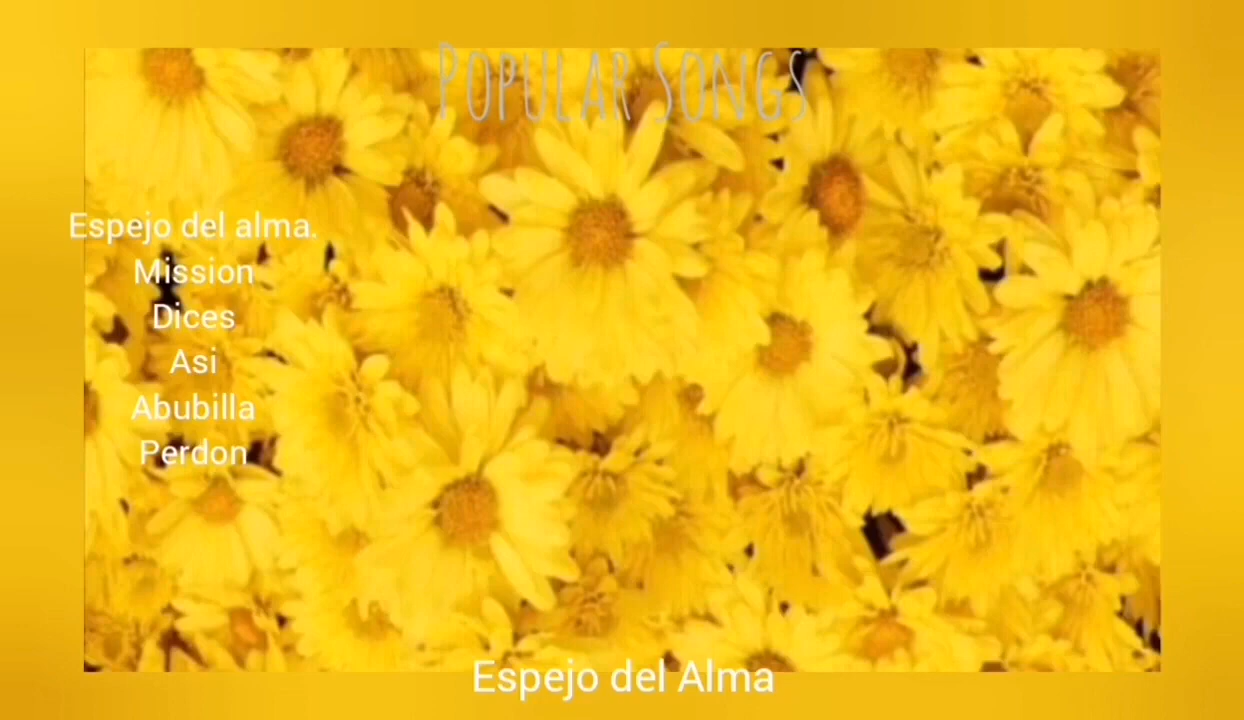 Popular Songs
Espejo del alma.
Mission
Dices
Asi
Abubilla
Perdon
Espejo del Alma